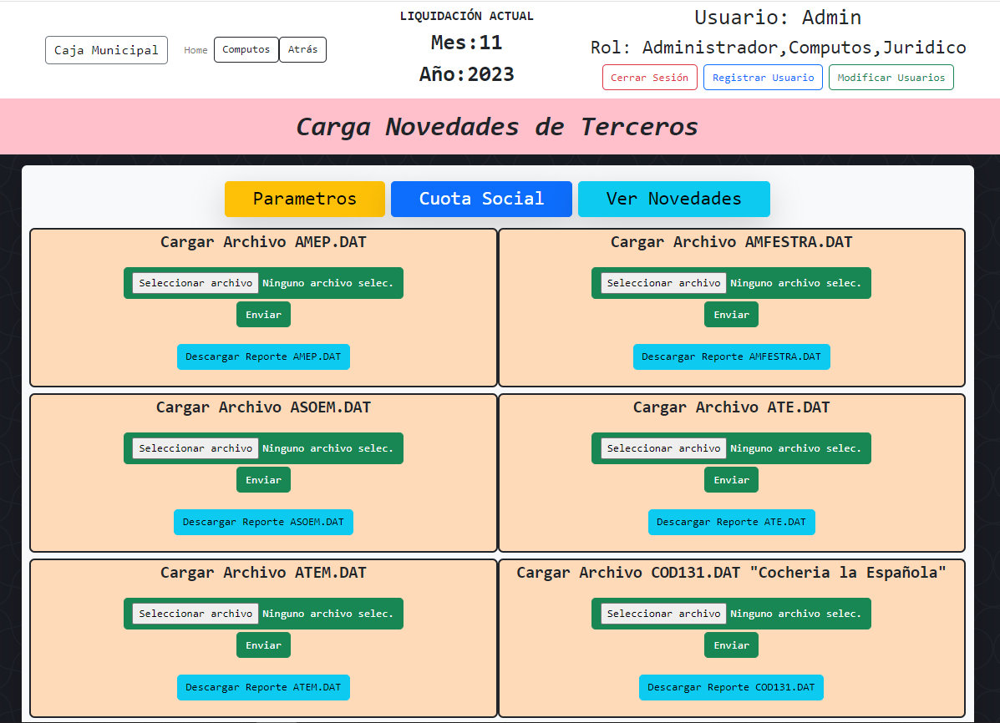 LIQUIDACIÓN ACTUAL
Usuario: Admin
Caja Municipal Home Computos Atrás
Mes:11
Rol: Administrador,Computos,Juridico
Año:2023
Cerrar Sesión Registrar Usuario Modificar Usuarios
Carga Novedades de Terceros
Parametros Cuota Social Ver Novedades
Cargar Archivo AMEP.DAT
Seleccionar archivo Ninguno archivo selec.
Enviar
Descargar Reporte AMEP.DAT
Cargar Archivo AMFESTRA.DAT
Seleccionar archivo Ninguno archivo selec.
Enviar
Descargar Reporte AMFESTRA.DAT
Cargar Archivo ASOEM.DAT
Seleccionar archivo Ninguno archivo selec.
Enviar
Descargar Reporte ASOEM.DAT
Cargar Archivo ATE.DAT
Seleccionar archivo Ninguno archivo selec.
Enviar
Descargar Reporte ATE.DAT
Cargar Archivo ATEM.DAT
Seleccionar archivo Ninguno archivo selec.
Enviar
Descargar Reporte ATEM.DAT
Cargar Archivo COD131.DAT "Cocheria la Española"
Seleccionar archivo Ninguno archivo selec.
Enviar
Descargar Reporte COD131.DAT